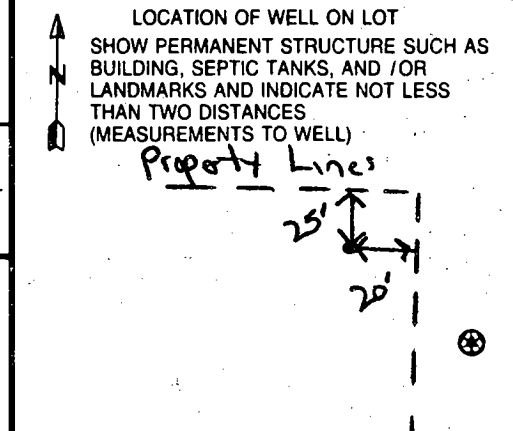 LOCATION OF WELL ON LOT
SHOW PERMANENT STRUCTURE SUCH AS
N
BUILDING, SEPTIC TANKS, AND / OR
LANDMARKS AND INDICATE NOT LESS
THAN TWO DISTANCES
(MEASUREMENTS TO WELL)
Property Lines
25'
20'